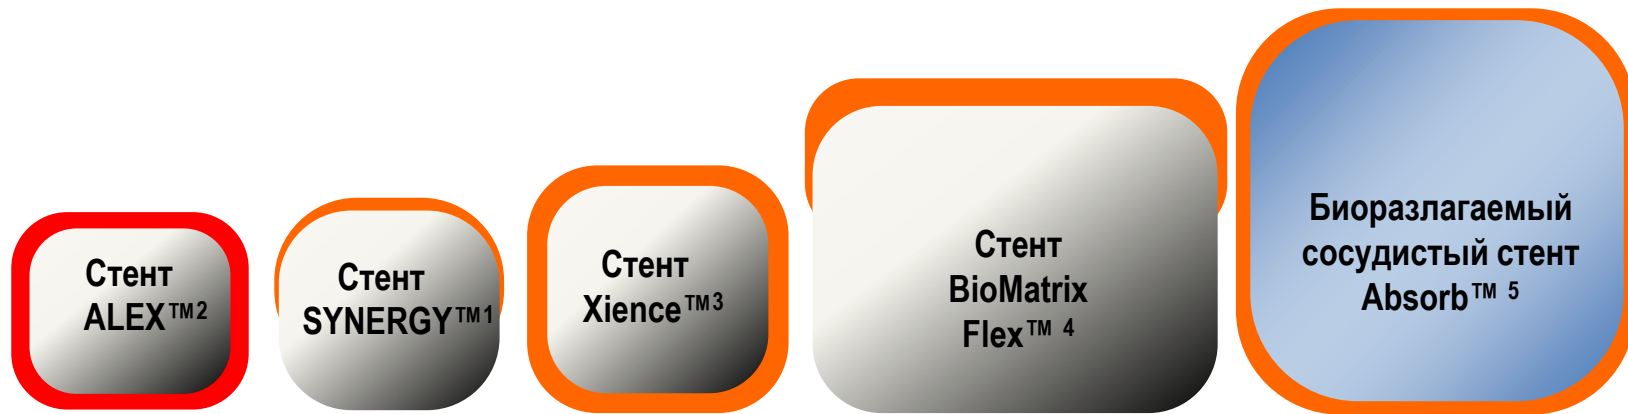 Стент
ALEX™2
Стент
SYNERGY™1
Стент
Xience™3
Стент
BioMatrix
Flex™ 4
Биоразлагаемый
сосудистый стент
Absorb™ 5